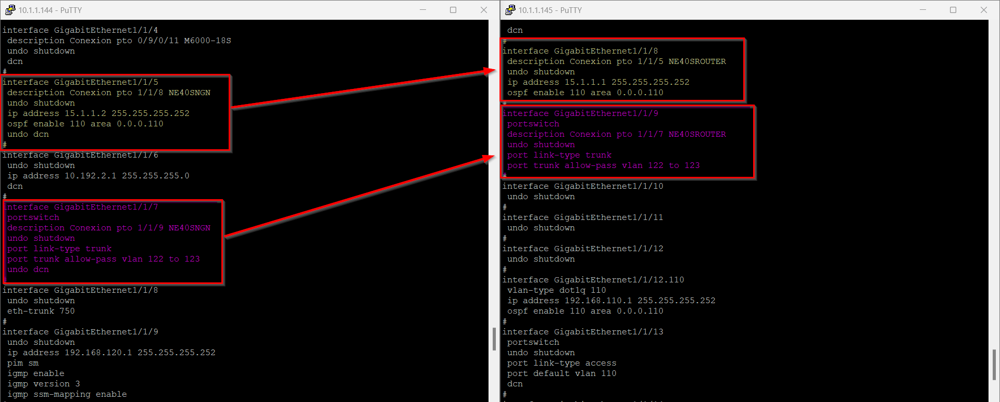 10.1.1.144 - PuTTY
interface GigabitEthernet1/1/4
description Conexion pto 0/9/0/11 M6000-18S
undo shutdown
dcn
#
interface GigabitEthernet1/1/5
description Conexion pto 1/1/8 NE40SNGN
undo shutdown
ip address 15.1.1.2 255.255.255.252
ospf enable 110 area 0.0.0.110
undo dcn
#
interface GigabitEthernet1/1/6
undo shutdown
ip address 10.192.2.1 255.255.255.0
dcn
#
interface GigabitEthernet1/1/7
portswitch
description Conexion pto 1/1/9 NE40SNGN
undo shutdown
port link-type trunk
port trunk allow-pass vlan 122 to 123
undo dcn
#
interface GigabitEthernet1/1/8
undo shutdown
eth-trunk 750
#
interface GigabitEthernet1/1/9
undo shutdown
ip address 192.168.120.1 255.255.255.252
pim sm
igmp enable
igmp version 3
igmp ssm-mapping enable
10.1.1.145 - PuTTY
dcn
#
interface GigabitEthernet1/1/8
description Conexion pto 1/1/5 NE40SROUTER
undo shutdown
ip address 15.1.1.1 255.255.255.252
ospf enable 110 area 0.0.0.110
#
interface GigabitEthernet1/1/9
portswitch
description Conexion pto 1/1/7 NE40SROUTER
undo shutdown
port link-type trunk
port trunk allow-pass vlan 122 to 123
#
interface GigabitEthernet1/1/10
undo shutdown
#
interface GigabitEthernet1/1/11
undo shutdown
#
interface GigabitEthernet1/1/12
undo shutdown
#
interface GigabitEthernet1/1/12.110
vlan-type dot1q 110
ip address 192.168.110.1 255.255.255.252
ospf enable 110 area 0.0.0.110
#
interface GigabitEthernet1/1/13
portswitch
undo shutdown
port link-type access
port default vlan 110
dcn
#